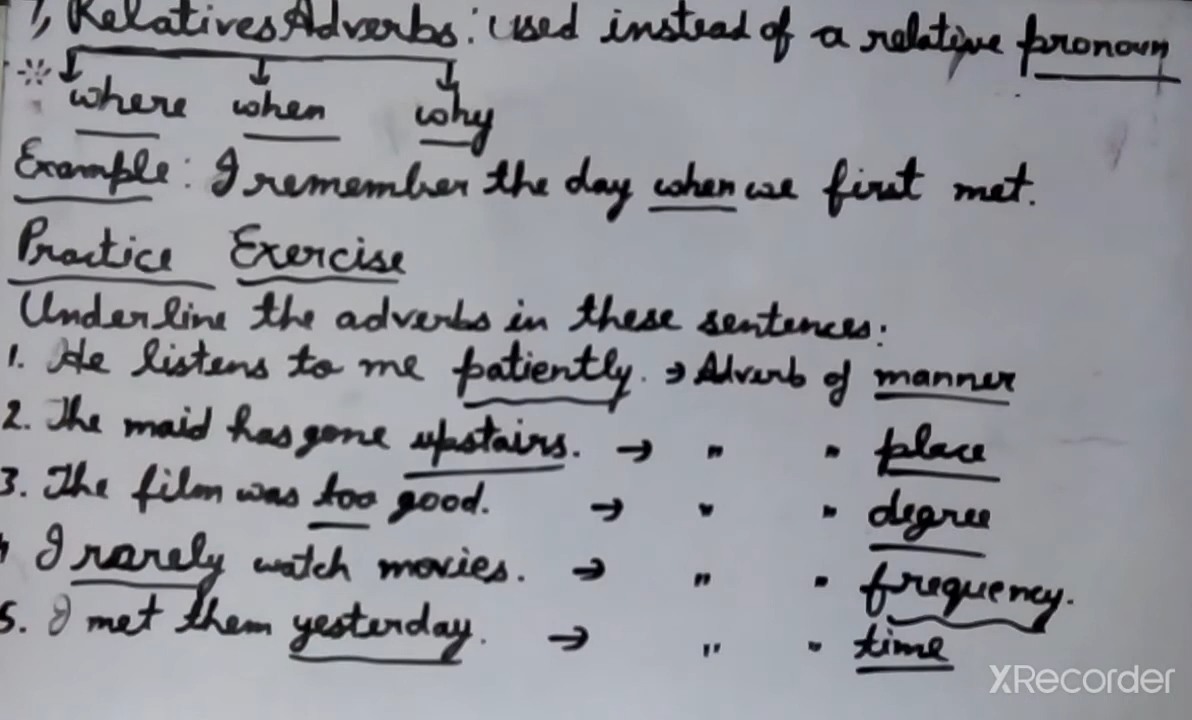 7, Relatives Adverbs: Used instead of a relative pronoun
where when why
Example: I remember the day when we first met.
Practice Exercise
Underline the adverbs in these sentences:
1. He listens to me patiently. → Adverb of manner
2. The maid has gone upstairs. → " " place
3. The film was too good. → " " degree
4 I rarely watch movies. → " " frequency.
5. I met them yesterday. → " " time
XRecorder